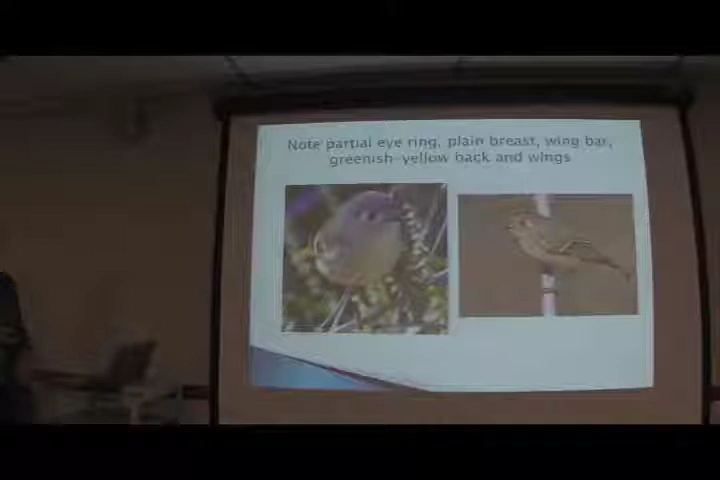 Note partial eye ring, plain breast, wing bar,
greenish-yellow back and wings